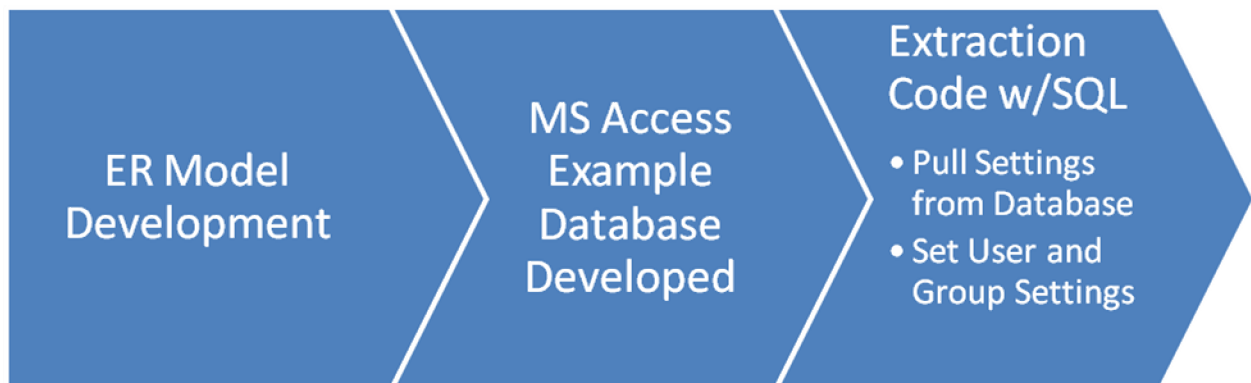 ER Model
Development
MS Access
Example
Database
Developed
Extraction
Code w/SQL
• Pull Settings
from Database
• Set User and
Group Settings